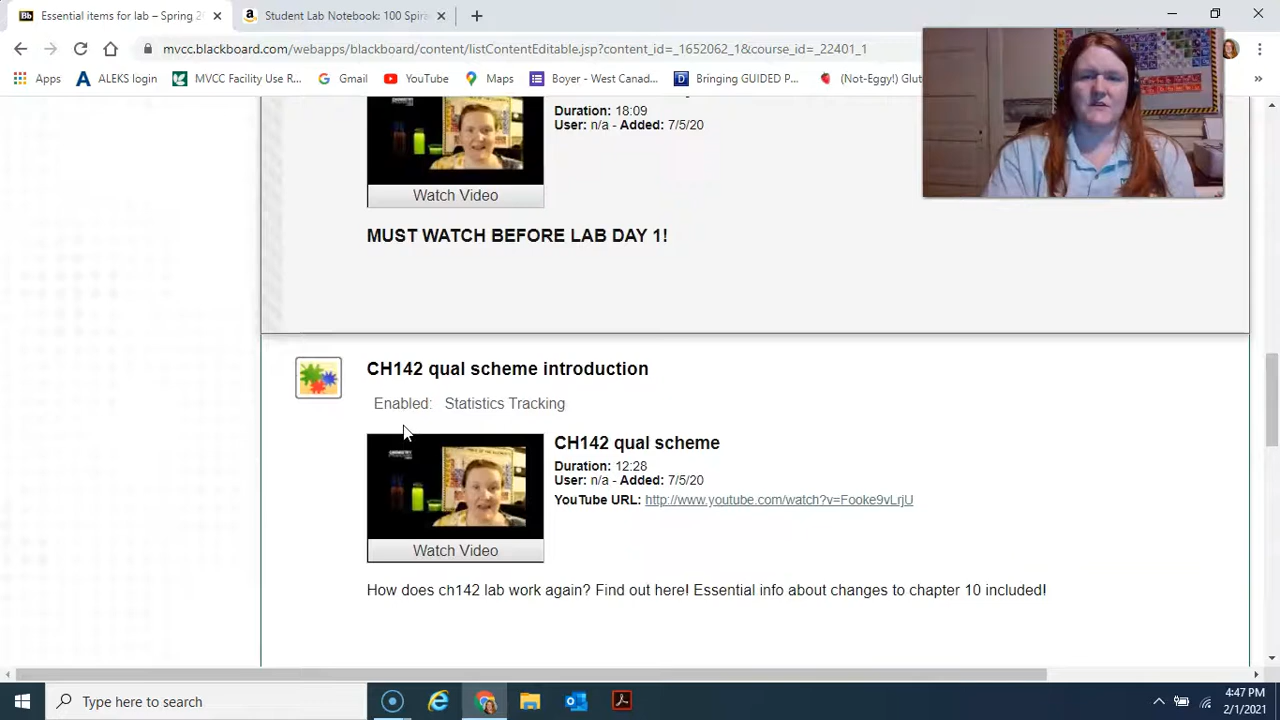 Essential items for lab – Spring 2
Student Lab Notebook: 100 Spira
mvcc.blackboard.com/webapps/blackboard/content/listContentEditable.jsp?content_id=_1652062_1&course_id=_22401_1
Apps ALEKS login MVCC Facility Use R... Gmail YouTube Maps Boyer - West Canad... Bringing GUIDED P... (Not-Eggy!) Glut
Duration: 18:09
User: n/a - Added: 7/5/20
Watch Video
MUST WATCH BEFORE LAB DAY 1!
CH142 qual scheme introduction
Enabled: Statistics Tracking
CH142 qual scheme
Duration: 12:28
User: n/a - Added: 7/5/20
YouTube URL: http://www.youtube.com/watch?v=Fooke9vLrjU
Watch Video
How does ch142 lab work again? Find out here! Essential info about changes to chapter 10 included!
Type here to search
4:47 PM
2/1/2021